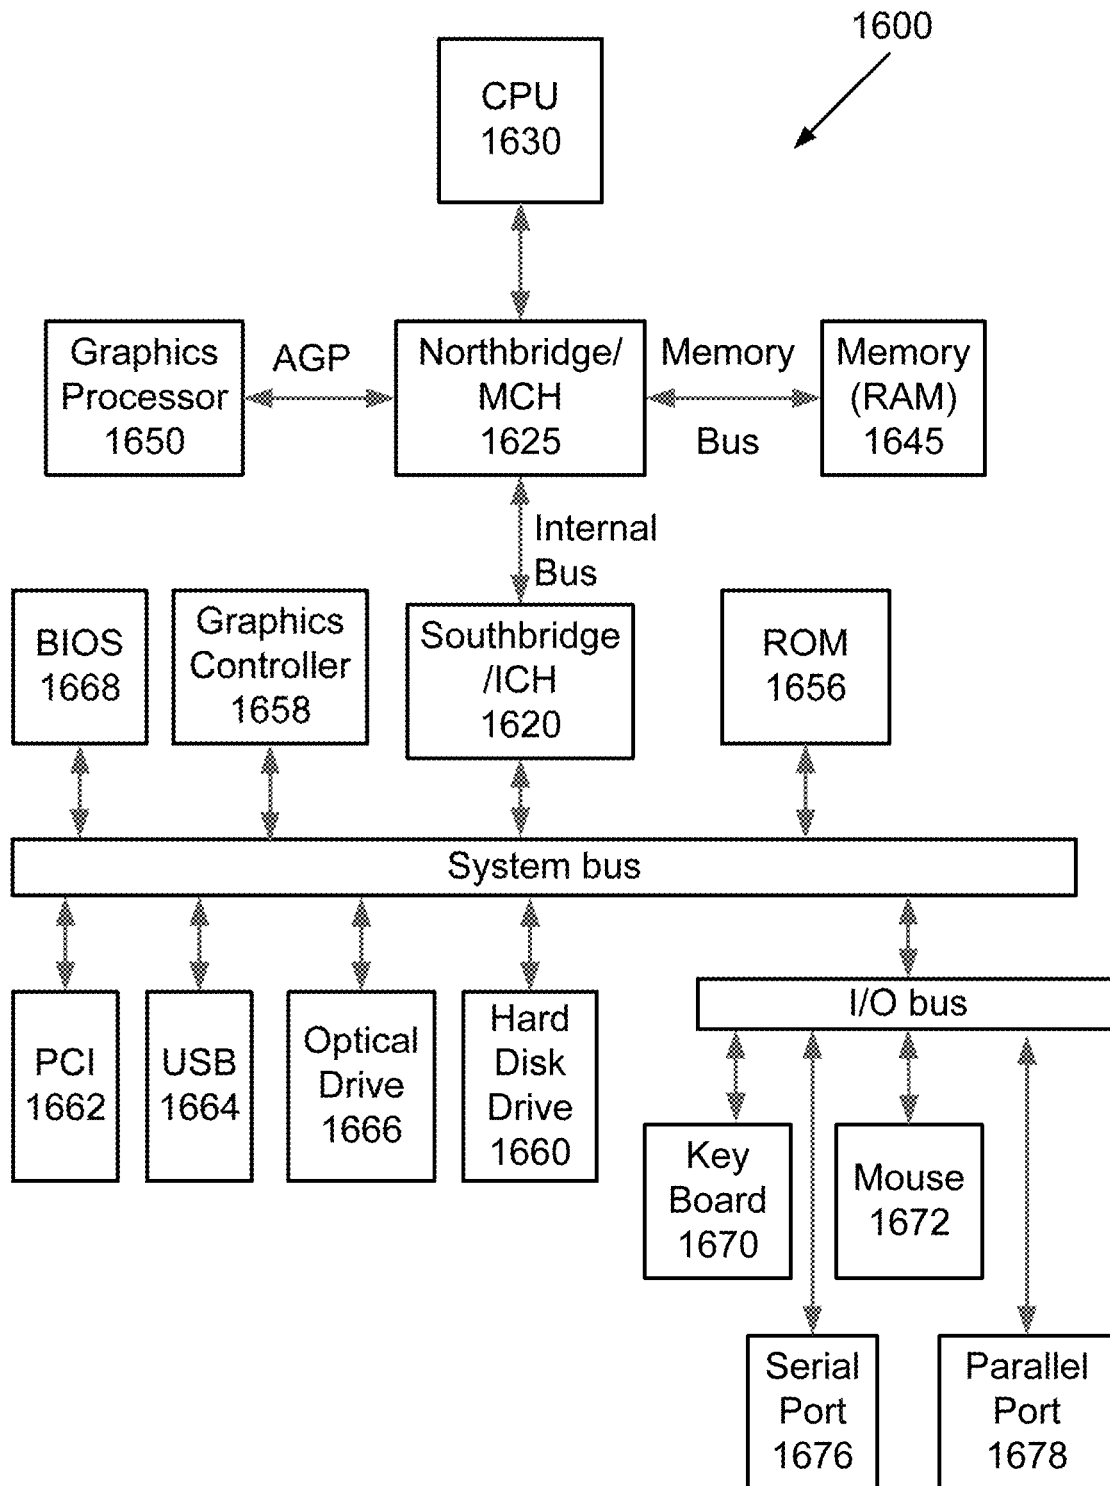 1600
CPU
1630
Graphics
Processor
1650
AGP
Northbridge/
MCH
1625
Memory
Bus
Memory
(RAM)
1645
Internal
Bus
BIOS
1668
Graphics
Controller
1658
Southbridge
/ICH
1620
ROM
1656
System bus
PCI
1662
USB
1664
Optical
Drive
1666
Hard
Disk
Drive
1660
I/O bus
Key
Board
1670
Mouse
1672
Serial
Port
1676
Parallel
Port
1678